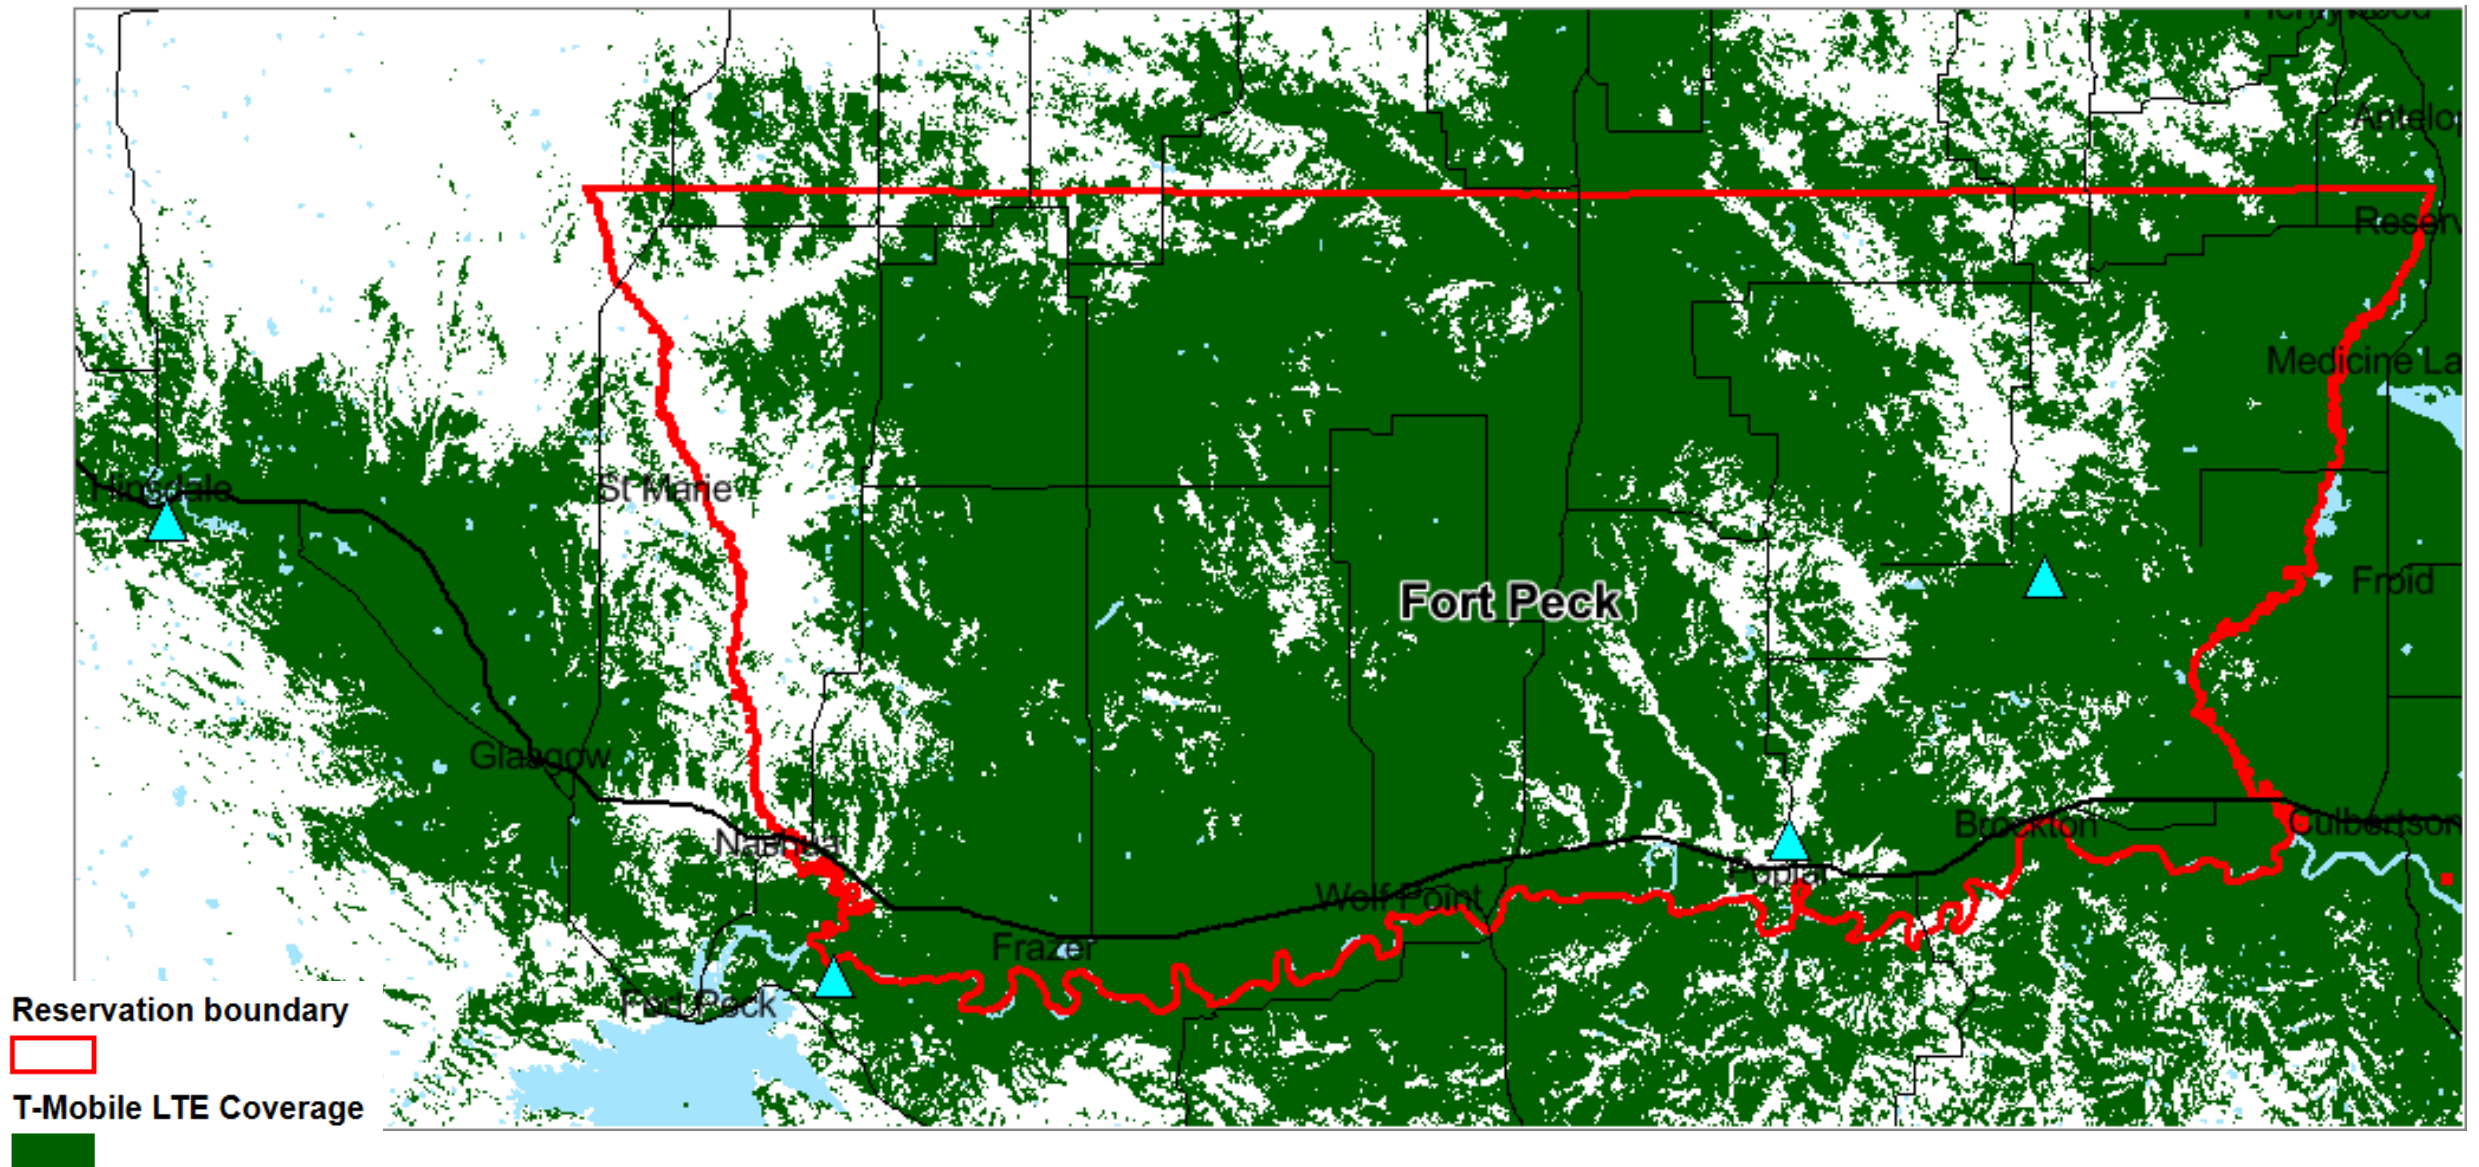 Antelop
Reserv
Medicine La
Hinsdale
St Marie
Froid
Fort Peck
Glasgow
Nashua
Brockton
Culbertson
Poplar
Wolf Point
Frazer
Fort Peck
Reservation boundary
T-Mobile LTE Coverage